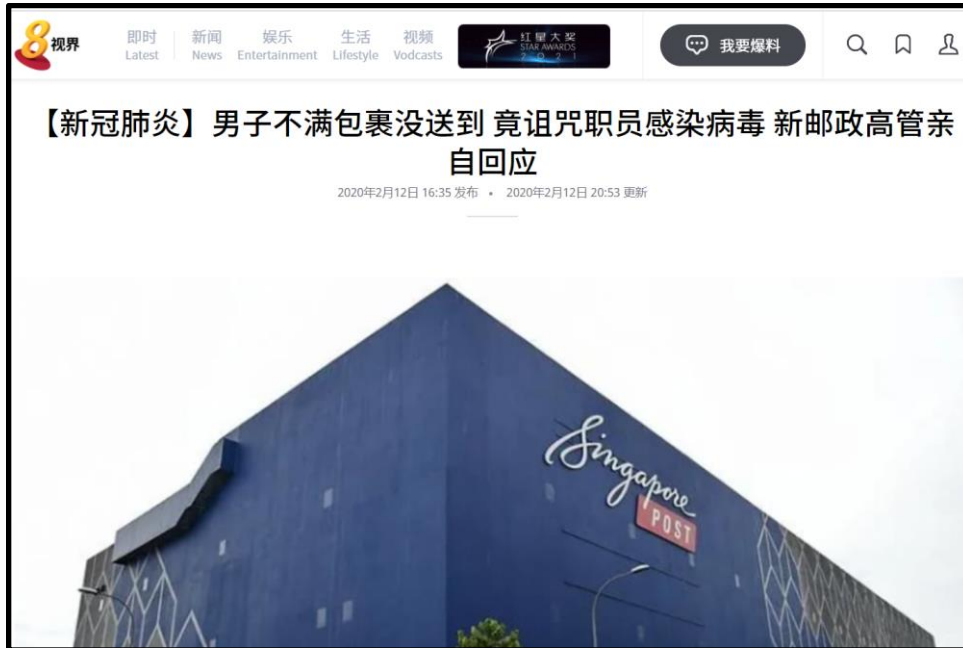 8视界
即时
Latest
新闻
News
娱乐
Entertainment
生活
Lifestyle
视频
Vodcasts
红星大奖
STAR AWARDS
2021
我要爆料
【新冠肺炎】男子不满包裹没送到 竟诅咒职员感染病毒 新邮政高管亲
自回应
2020年2月12日 16:35 发布 • 2020年2月12日 20:53 更新
Singapore
POST